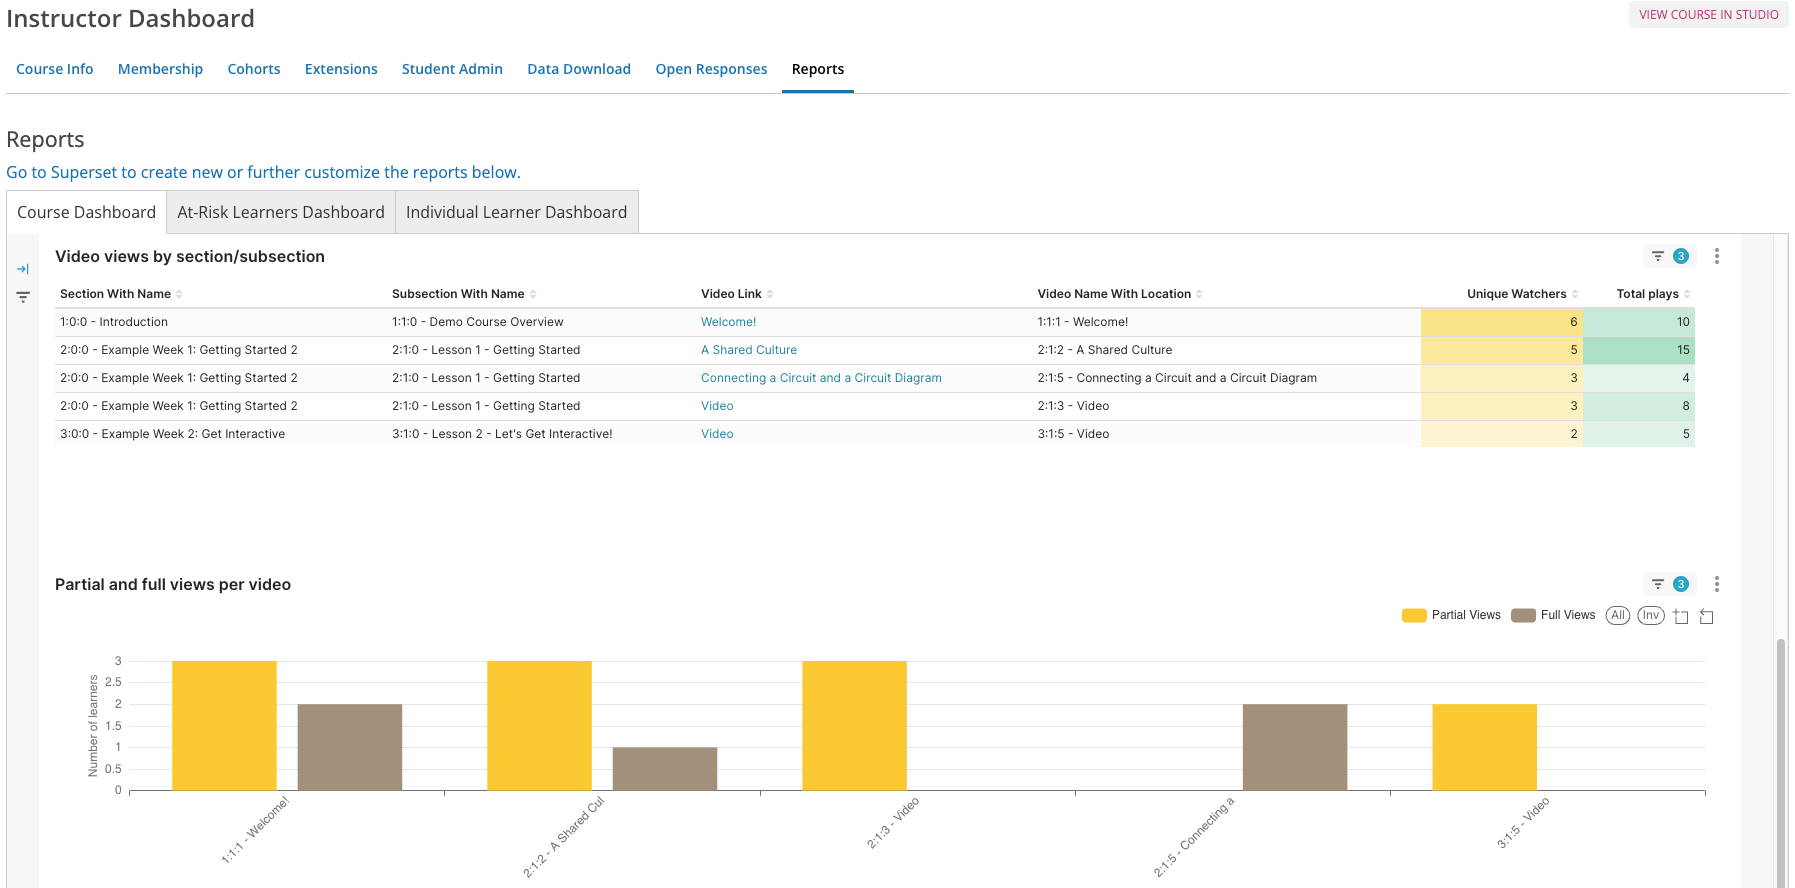 Instructor Dashboard
VIEW COURSE IN STUDIO
Course Info Membership Cohorts Extensions Student Admin Data Download Open Responses Reports
Reports
Go to Superset to create new or further customize the reports below.
Course Dashboard At-Risk Learners Dashboard Individual Learner Dashboard
Video views by section/subsection 3
Section With Name Subsection With Name Video Link Video Name With Location Unique Watchers Total plays
1:0:0 - Introduction 1:1:0 - Demo Course Overview Welcome! 1:1:1 - Welcome! 6 10
2:0:0 - Example Week 1: Getting Started 2 2:1:0 - Lesson 1 - Getting Started A Shared Culture 2:1:2 - A Shared Culture 5 15
2:0:0 - Example Week 1: Getting Started 2 2:1:0 - Lesson 1 - Getting Started Connecting a Circuit and a Circuit Diagram 2:1:5 - Connecting a Circuit and a Circuit Diagram 3 4
2:0:0 - Example Week 1: Getting Started 2 2:1:0 - Lesson 1 - Getting Started Video 2:1:3 - Video 3 8
3:0:0 - Example Week 2: Get Interactive 3:1:0 - Lesson 2 - Let's Get Interactive! Video 3:1:5 - Video 2 5
Partial and full views per video 3
Partial Views Full Views All Inv
Number of learners
3
2.5
2
1.5
1
0.5
0
1:1:1 - Welcome!
2:1:2 - A Shared Cul
2:1:3 - Video
2:1:5 - Connecting a
3:1:5 - Video